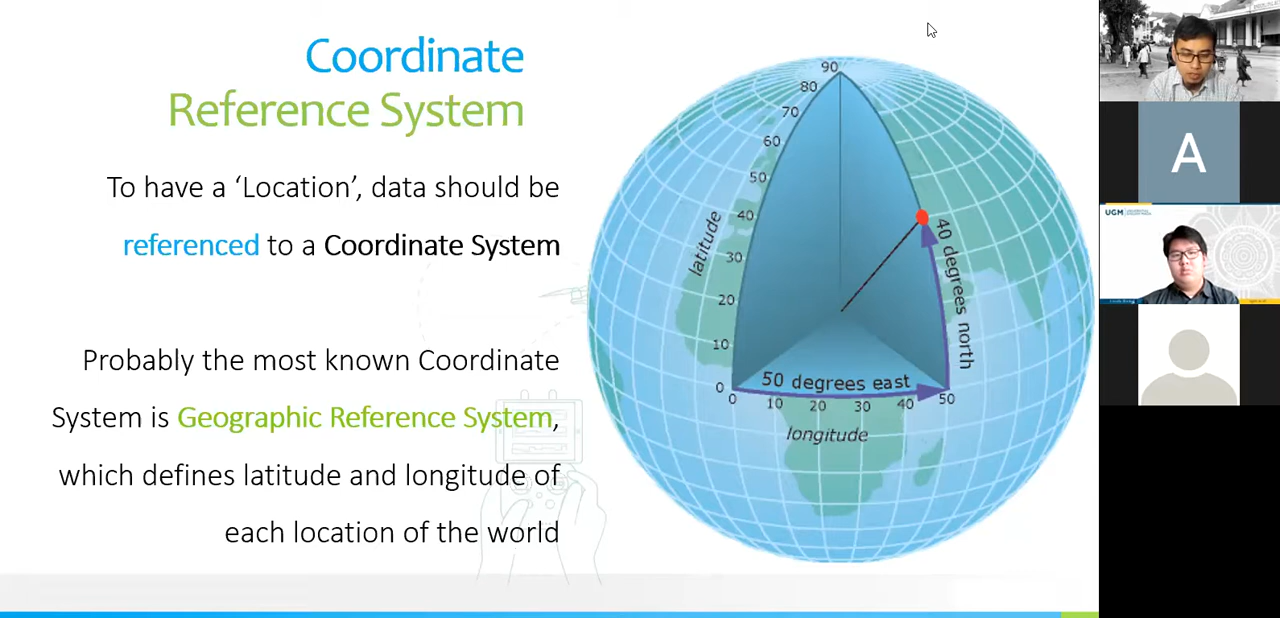 Coordinate
Reference System
To have a ‘Location’, data should be
referenced to a Coordinate System
Probably the most known Coordinate
System is Geographic Reference System,
which defines latitude and longitude of
each location of the world
90
80
70
60
50
40
30
20
10
0
latitude
40 degrees north
50 degrees east
0
10
20
30
40
50
longitude
A
UGM